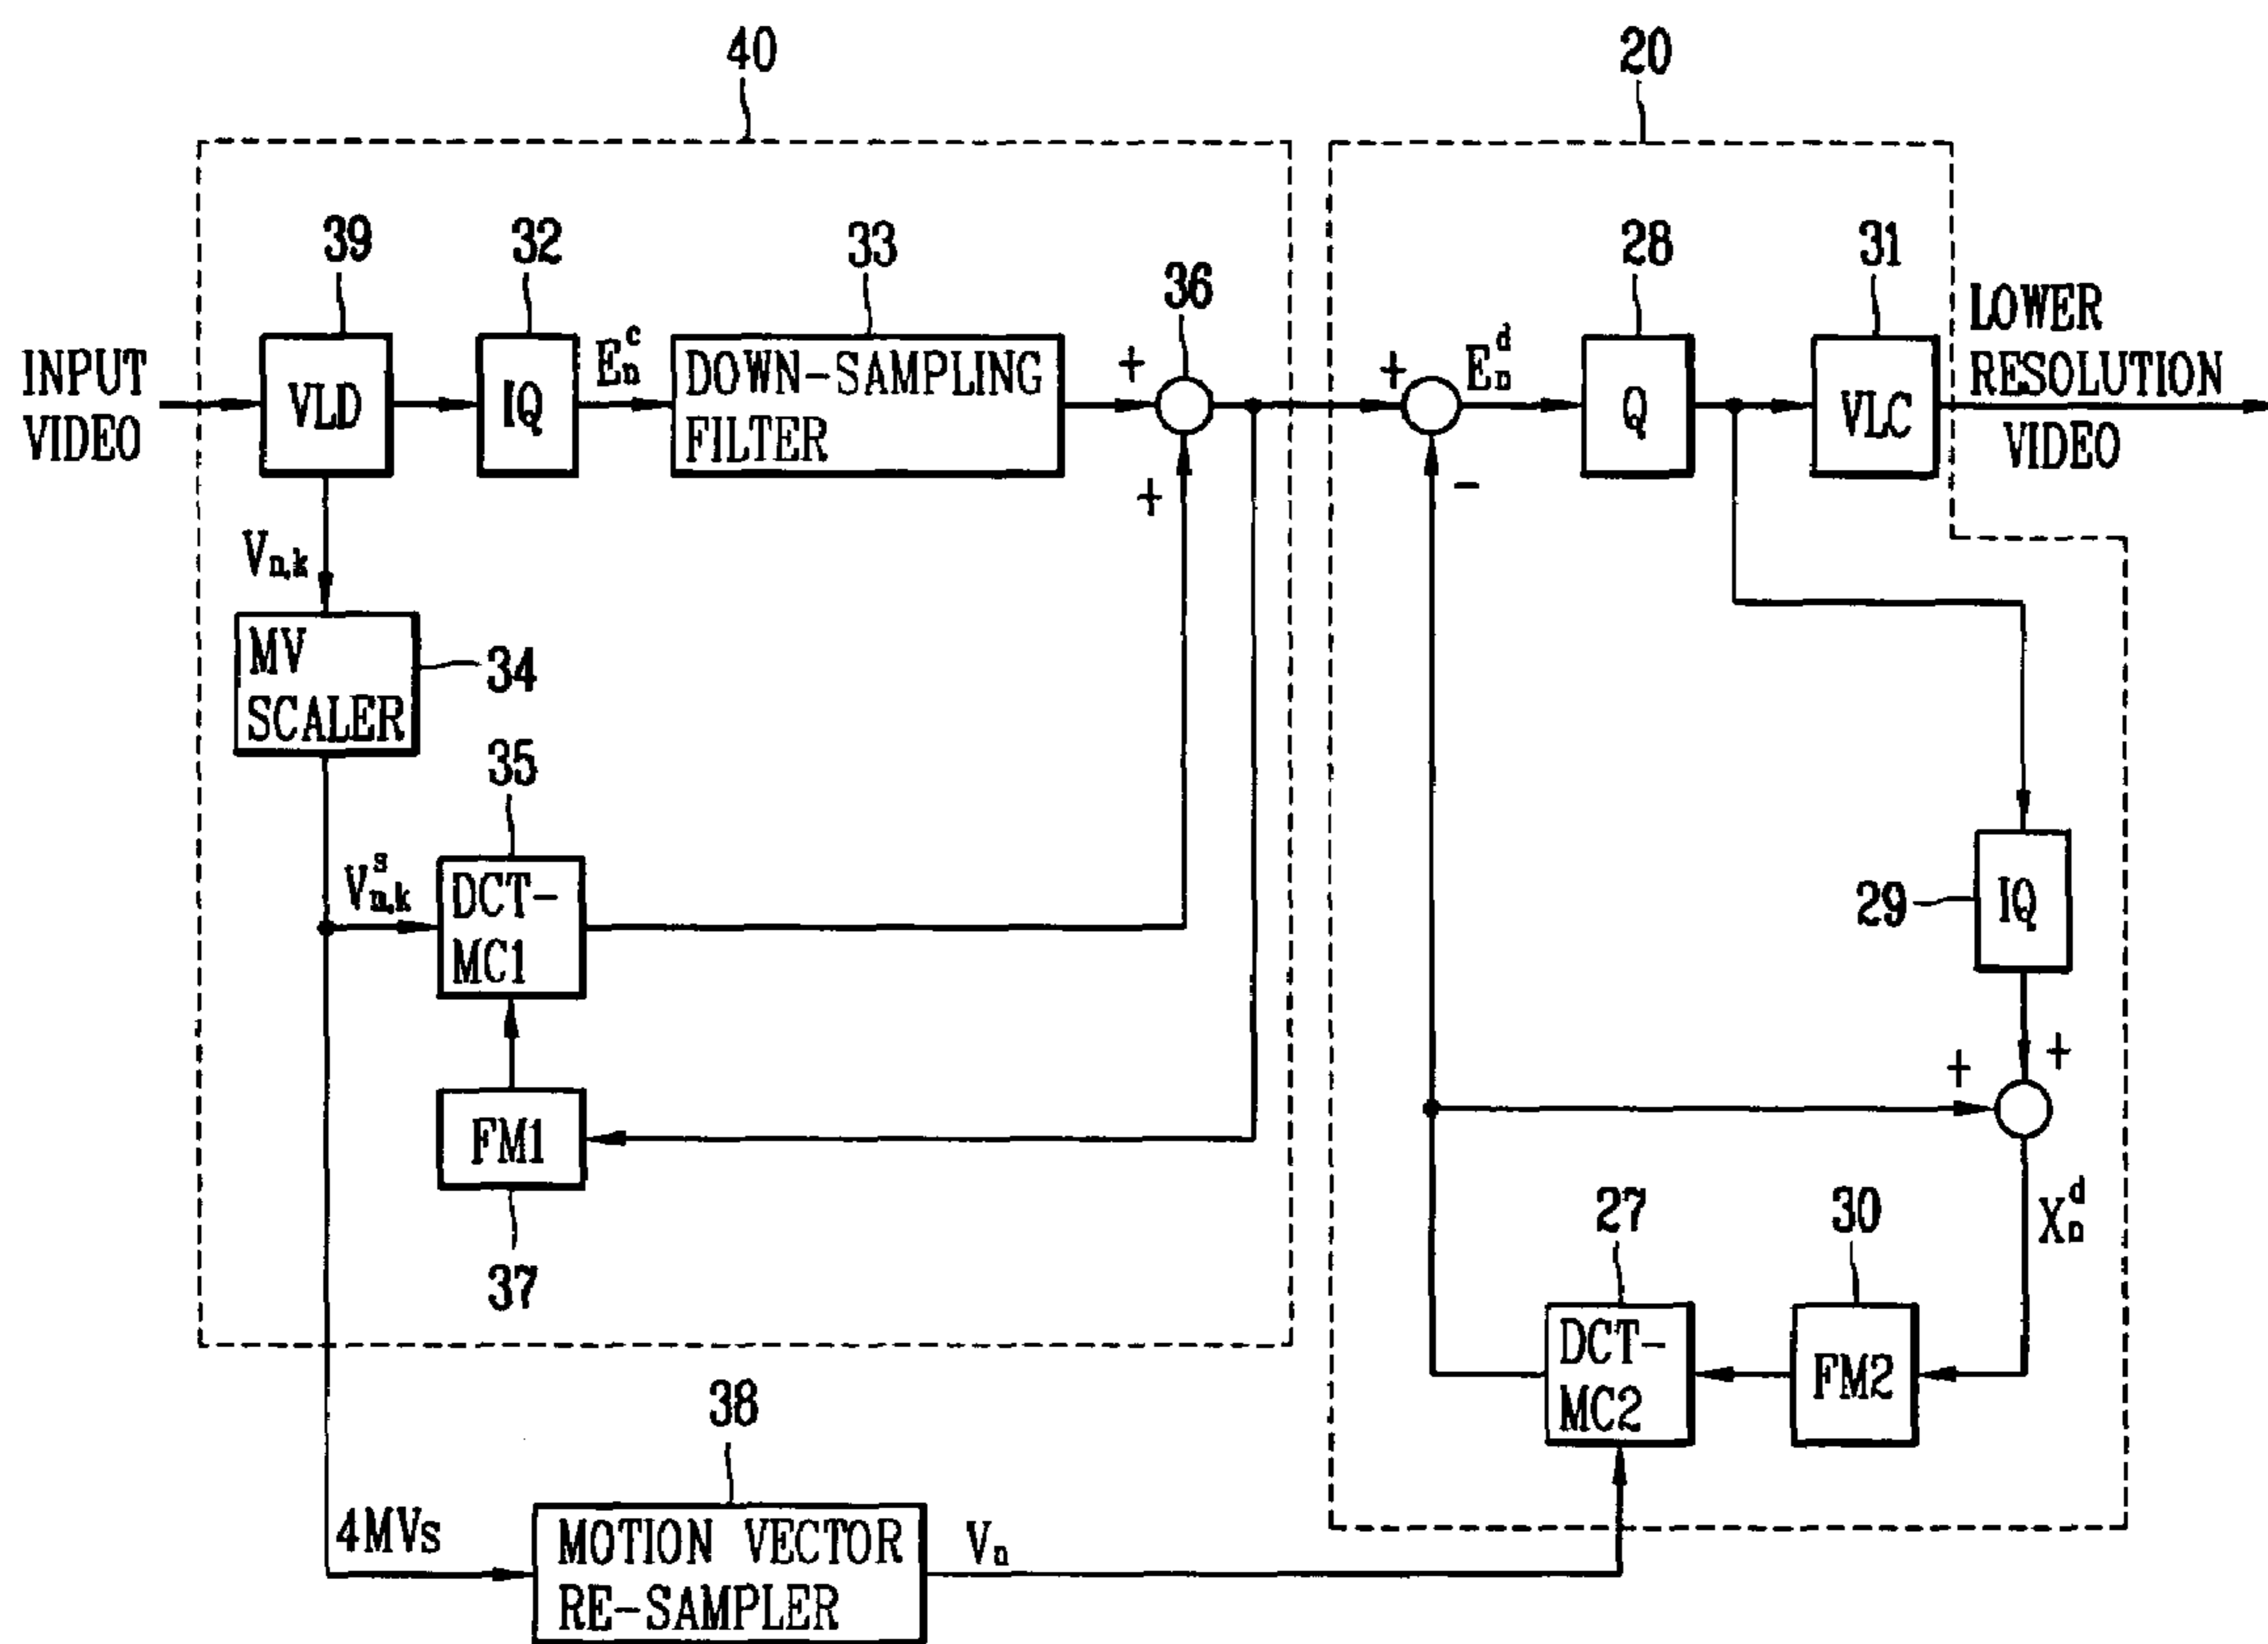 40
20
39
32
33
36
28
31
INPUT
VIDEO
VLD
IQ
E_n^c
DOWN-SAMPLING
FILTER
+
+
+
-
E_n^d
Q
VLC
LOWER
RESOLUTION
VIDEO
V_n,k
MV
SCALER
34
35
V_n,k^s
DCT-
MC1
29
IQ
+
+
FM1
37
27
30
X_n^d
DCT-
MC2
FM2
38
4MVs
MOTION VECTOR
RE-SAMPLER
V_n